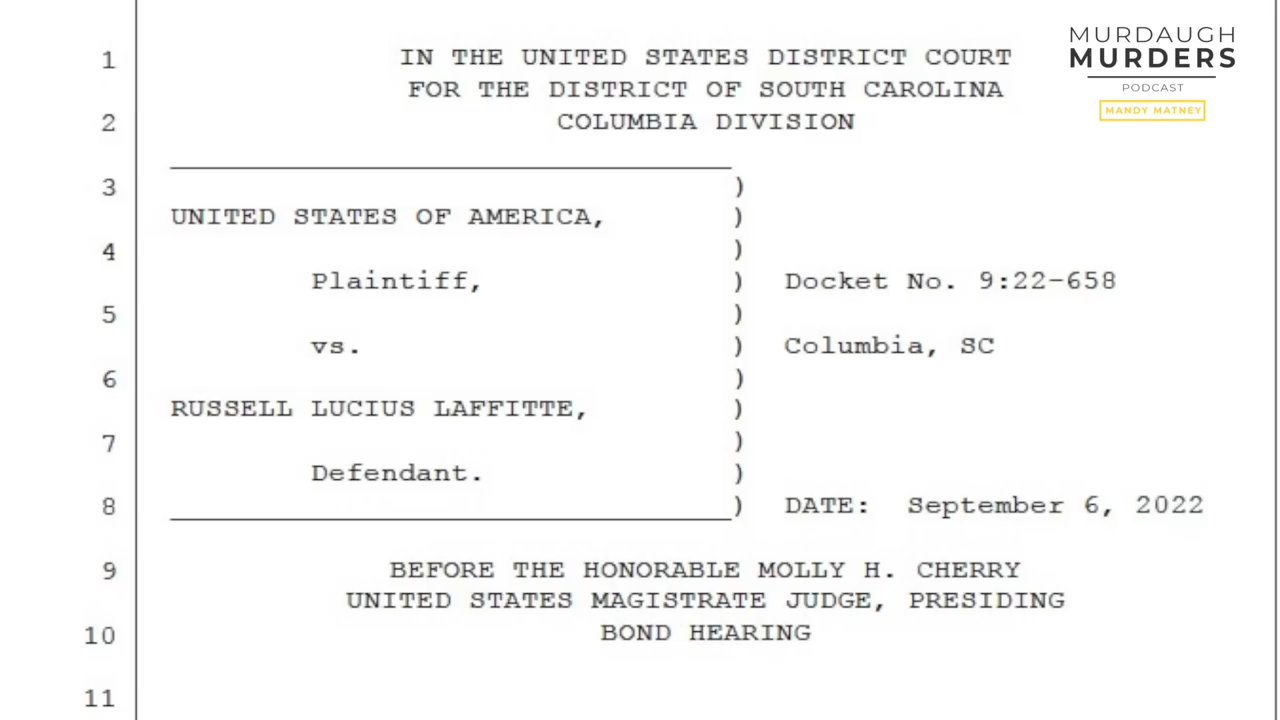 MURDAUGH
MURDERS
PODCAST
MANDY MATNEY
1 IN THE UNITED STATES DISTRICT COURT
FOR THE DISTRICT OF SOUTH CAROLINA
2 COLUMBIA DIVISION
3 )
UNITED STATES OF AMERICA, )
4 )
Plaintiff, ) Docket No. 9:22-658
5 )
vs. ) Columbia, SC
6 )
RUSSELL LUCIUS LAFFITTE, )
7 )
Defendant. )
8 ) DATE: September 6, 2022
9 BEFORE THE HONORABLE MOLLY H. CHERRY
UNITED STATES MAGISTRATE JUDGE, PRESIDING
10 BOND HEARING
11